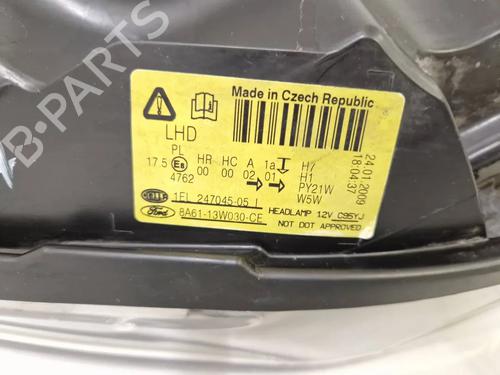 B-PARTS
Made in Czech Republic
LHD
PL HR HC A 1a H7
17.5 E8 00 00 02 01 H1
4762 PY21W
W5W
24.01.2009
18:04:37
HELLA 1EL 247045-05 I
Ford 8A61-13W030-CE
HEADLAMP 12V C95YJ
NOT DOT APPROVED